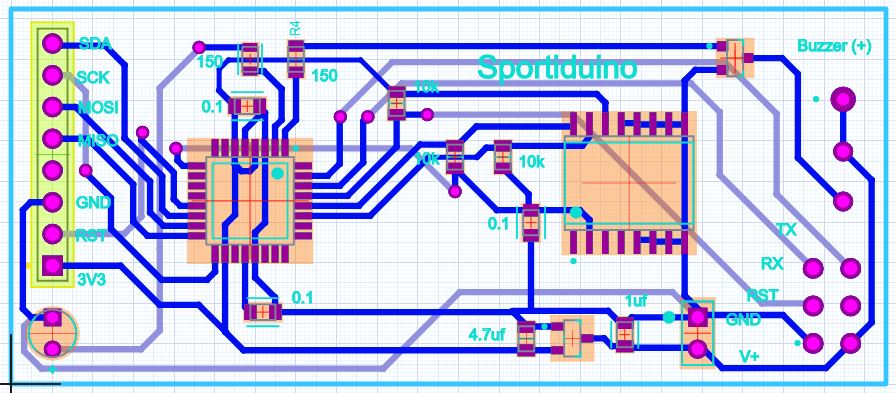 SDA
SCK
MOSI
MISO
GND
RST
3V3
150
R4
150
0.1
10k
Sportiduino
10k
10k
0.1
0.1
4.7uf
1uf
Buzzer (+)
TX
RX
RST
GND
V+